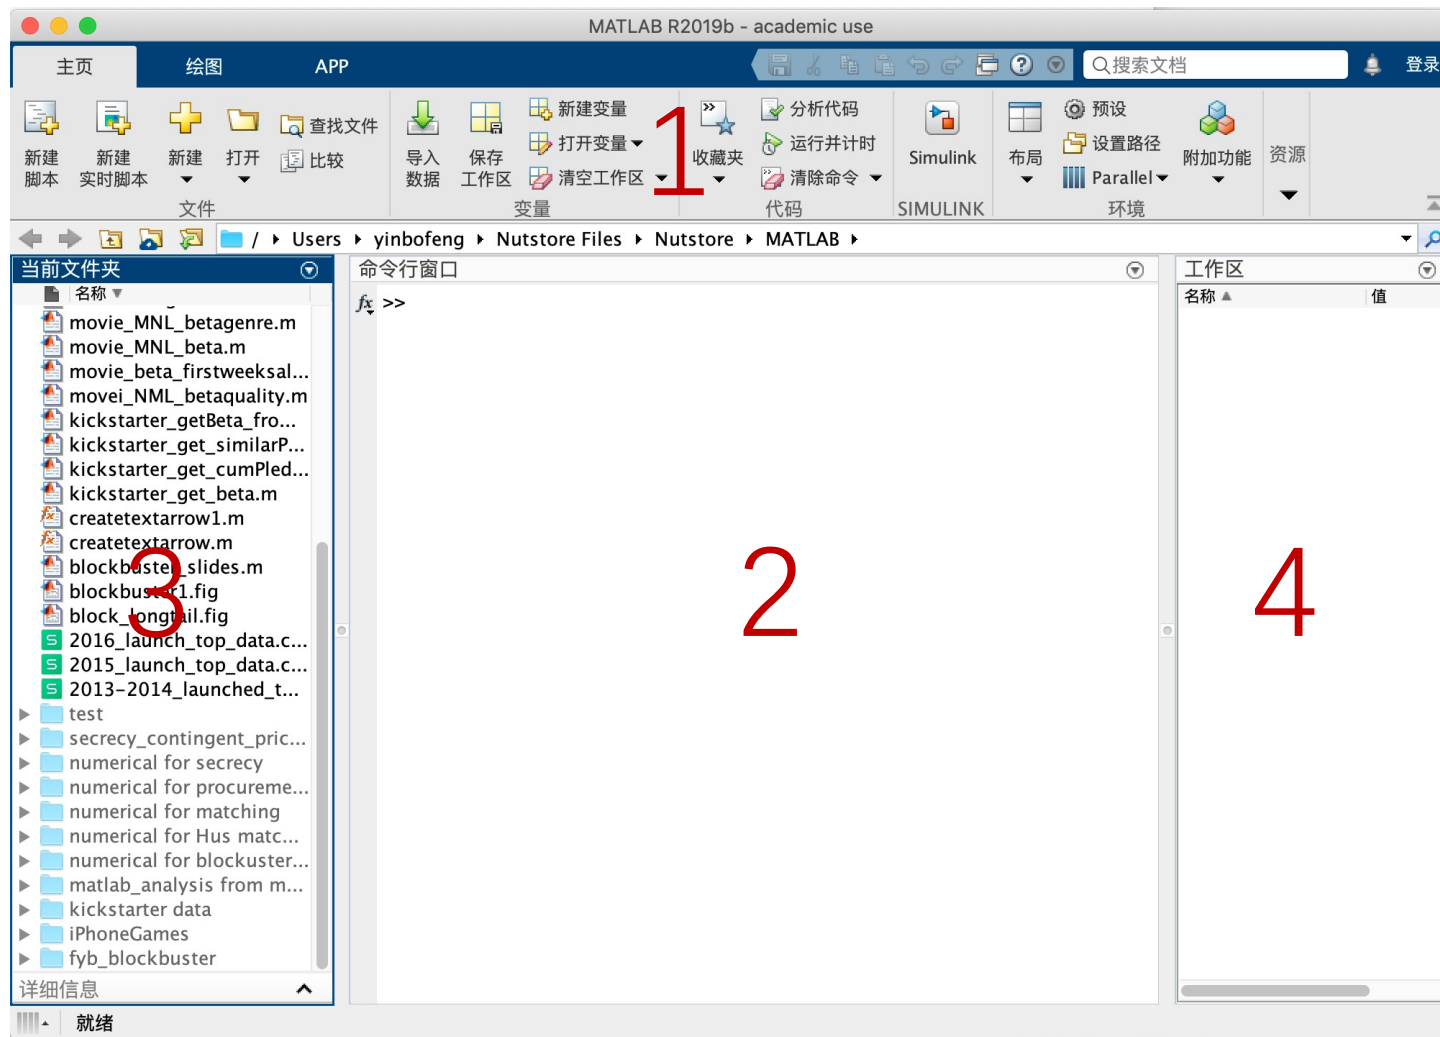 MATLAB R2019b - academic use
主页 绘图 APP 搜索文档 登录
新建脚本 新建实时脚本 新建 打开 查找文件 比较
文件
导入数据 保存工作区 新建变量 打开变量 清空工作区
变量
1
收藏夹 分析代码 运行并计时 清除命令
代码
Simulink
SIMULINK
布局 预设 设置路径 Parallel
环境
附加功能 资源
/ Users yinbofeng Nutstore Files Nutstore MATLAB
当前文件夹
名称
movie_MNL_betagenre.m
movie_MNL_beta.m
movie_beta_firstweeksal...
movei_NML_betaquality.m
kickstarter_getBeta_fro...
kickstarter_get_similarP...
kickstarter_get_cumPled...
kickstarter_get_beta.m
createtextarrow1.m
createtextarrow.m
blockbuster_slides.m
blockbuster1.fig
block_longtail.fig
2016_launch_top_data.c...
2015_launch_top_data.c...
2013-2014_launched_t...
test
secrecy_contingent_pric...
numerical for secrecy
numerical for procureme...
numerical for matching
numerical for Hus matc...
numerical for blockuster...
matlab_analysis from m...
kickstarter data
iPhoneGames
fyb_blockbuster
3
详细信息
命令行窗口
fx >>
2
工作区
名称 值
4
就绪